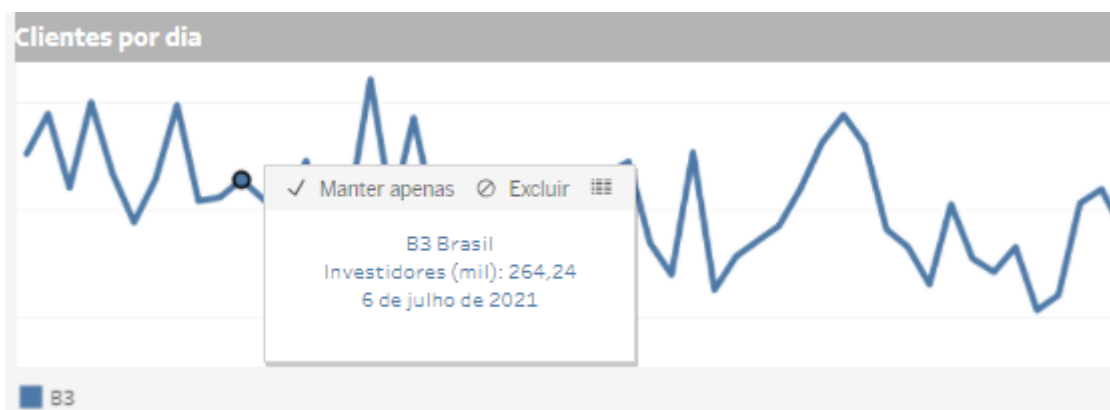 Clientes por dia
Manter apenas Excluir
B3 Brasil
Investidores (mil): 264,24
6 de julho de 2021
B3